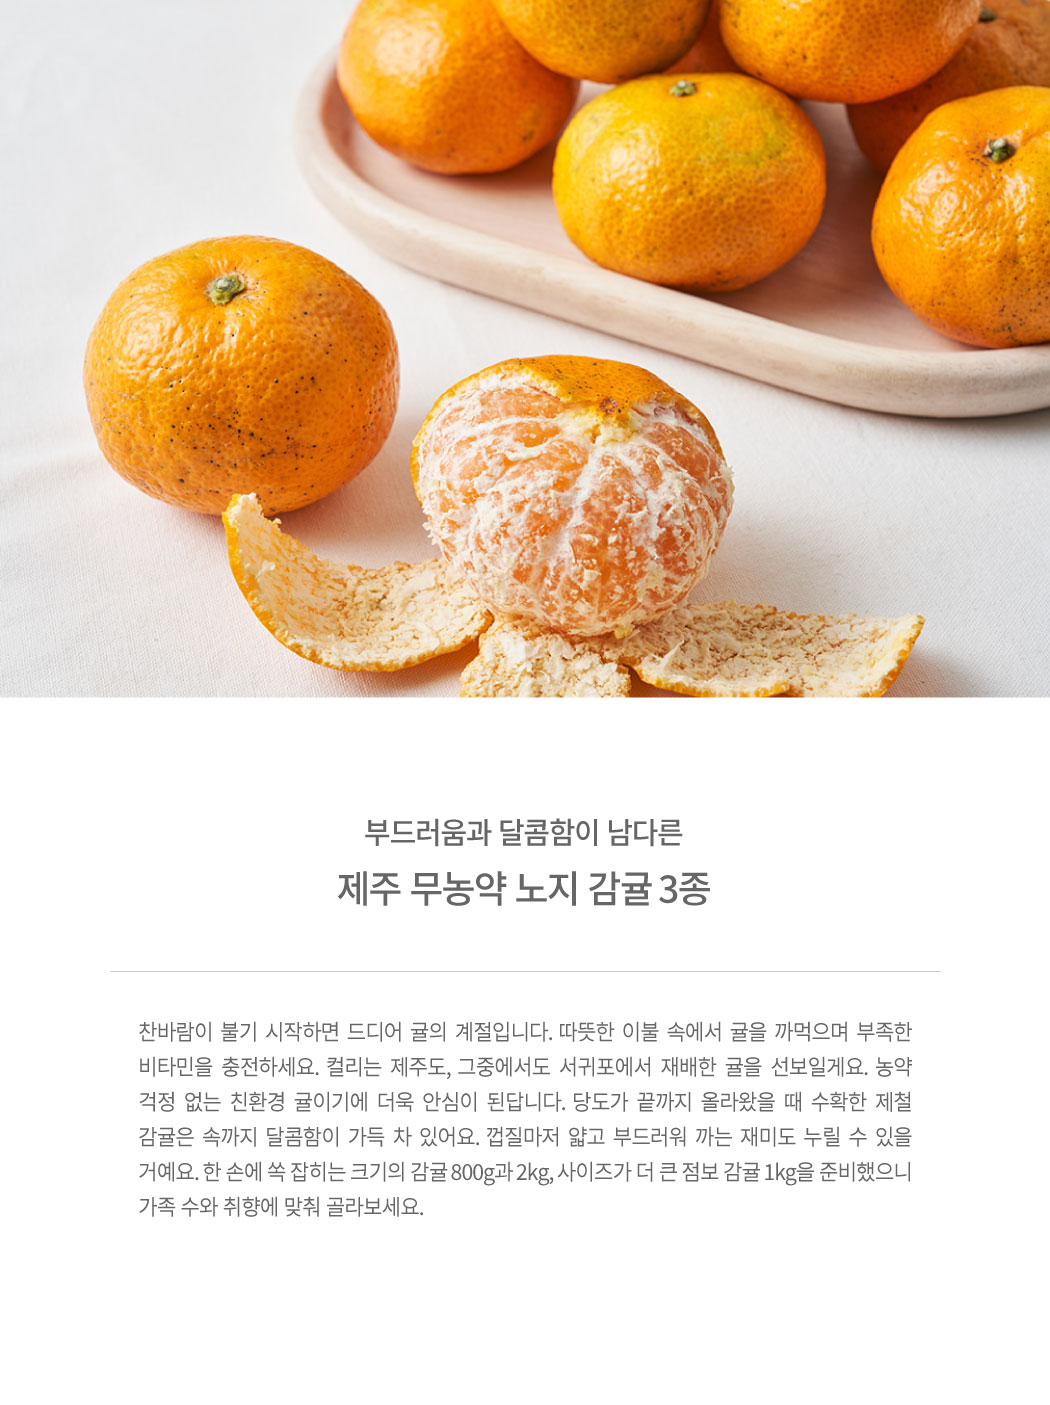 부드러움과 달콤함이 남다른
제주 무농약 노지 감귤 3종
찬바람이 불기 시작하면 드디어 귤의 계절입니다. 따뜻한 이불 속에서 귤을 까먹으며 부족한
비타민을 충전하세요. 컬리는 제주도, 그중에서도 서귀포에서 재배한 귤을 선보일게요. 농약
걱정 없는 친환경 귤이기에 더욱 안심이 된답니다. 당도가 끝까지 올라왔을 때 수확한 제철
감귤은 속까지 달콤함이 가득 차 있어요. 껍질마저 얇고 부드러워 까는 재미도 누릴 수 있을
거예요. 한 손에 쏙 잡히는 크기의 감귤 800g과 2kg, 사이즈가 더 큰 점보 감귤 1kg을 준비했으니
가족 수와 취향에 맞춰 골라보세요.